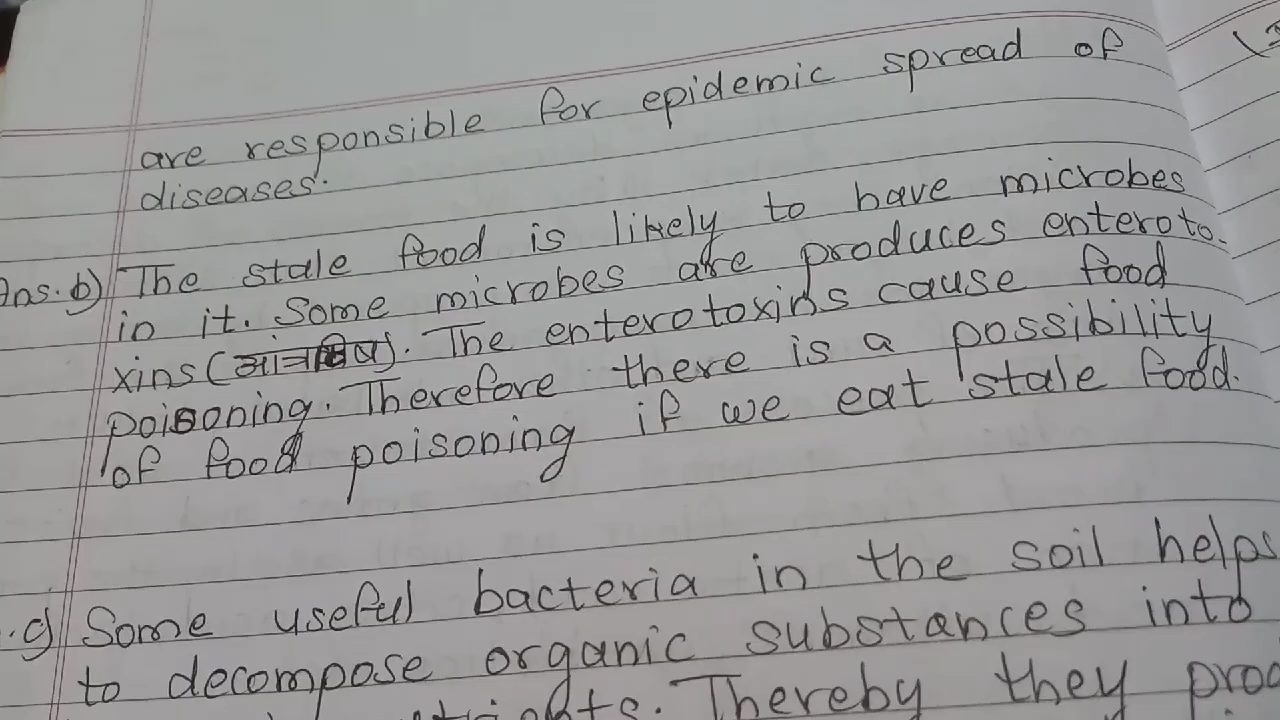 are responsible for epidemic spread of
diseases.
Ans. b) The stale food is likely to have microbes
in it. Some microbes are produces enteroto-
xins ( ). The enterotoxins cause food
poisoning. Therefore there is a possibility
of food poisoning if we eat stale food.
c) Some useful bacteria in the soil helps
to decompose organic substances into
Thereby they